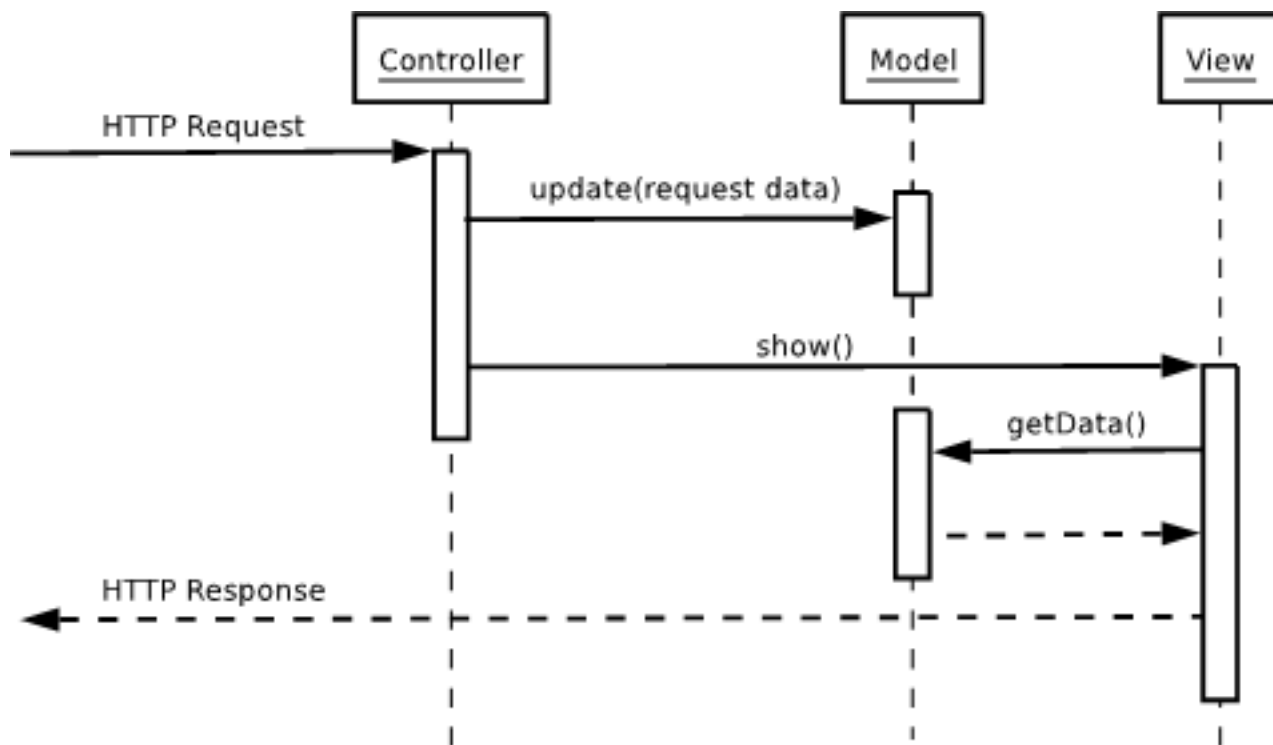 Controller
Model
View
HTTP Request
update(request data)
show()
getData()
HTTP Response